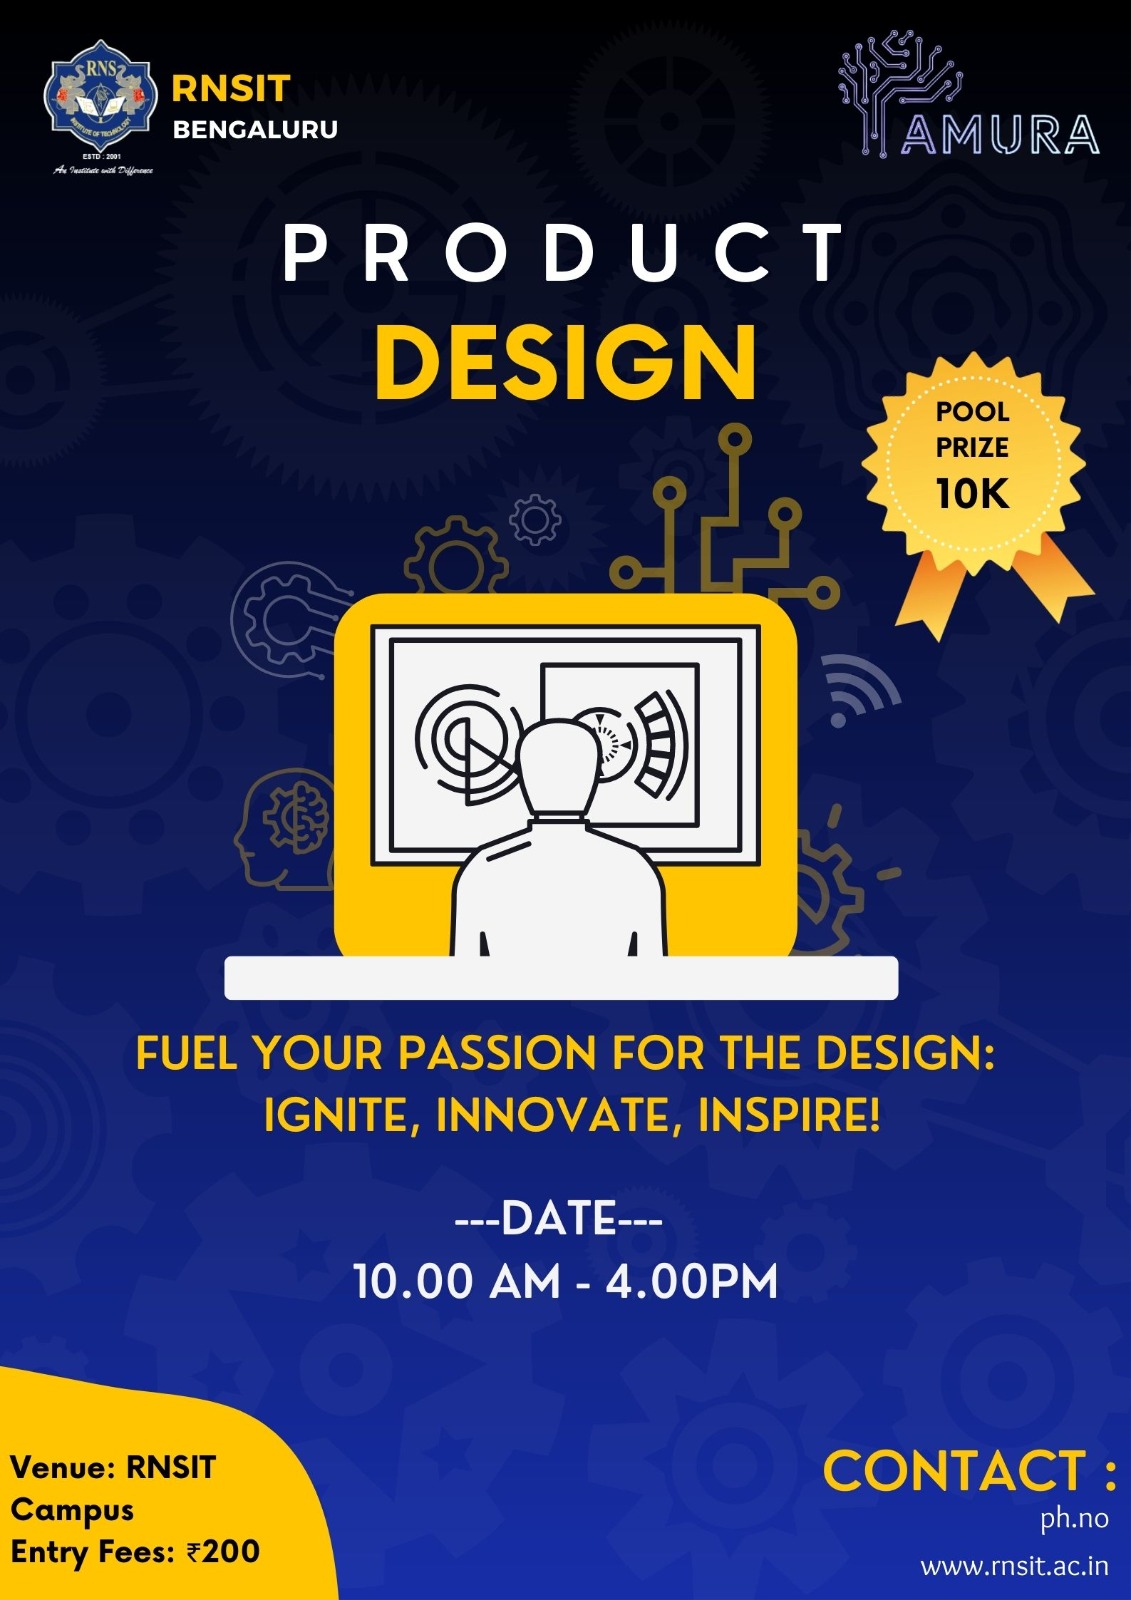 RNS
INSTITUTE OF TECHNOLOGY
ESTD : 2001
An Institute with Difference
RNSIT
BENGALURU
AMURA
PRODUCT
DESIGN
POOL
PRIZE
10K
FUEL YOUR PASSION FOR THE DESIGN:
IGNITE, INNOVATE, INSPIRE!
---DATE---
10.00 AM - 4.00PM
Venue: RNSIT
Campus
Entry Fees: ₹200
CONTACT :
ph.no
www.rnsit.ac.in